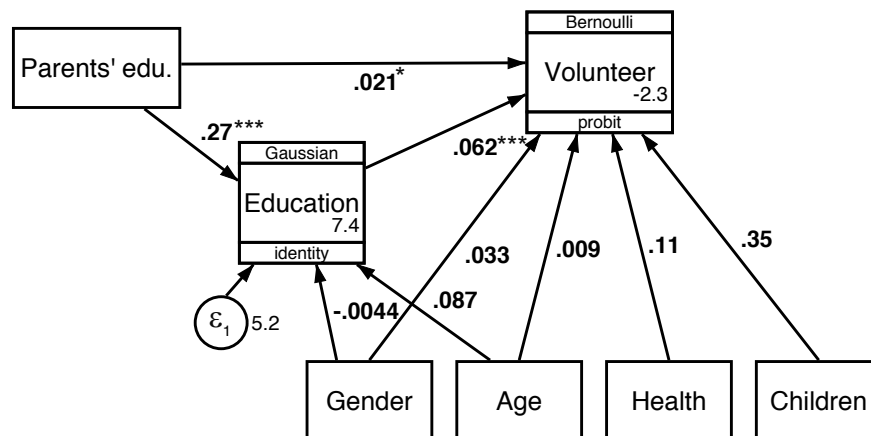 Bernoulli
Parents' edu.
Volunteer
-2.3
.021*
probit
.27***
Gaussian
.062***
Education
7.4
identity
.033
.009
.11
.35
-.0044
.087
ε1
5.2
Gender
Age
Health
Children